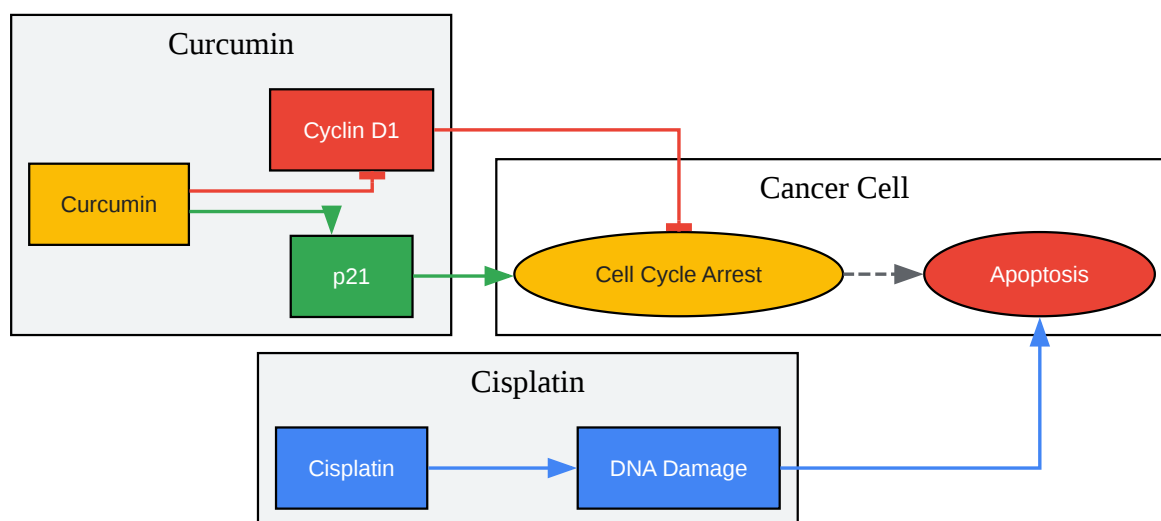 Curcumin
Cyclin D1
Curcumin
p21
Cancer Cell
Cell Cycle Arrest
Apoptosis
Cisplatin
Cisplatin
DNA Damage